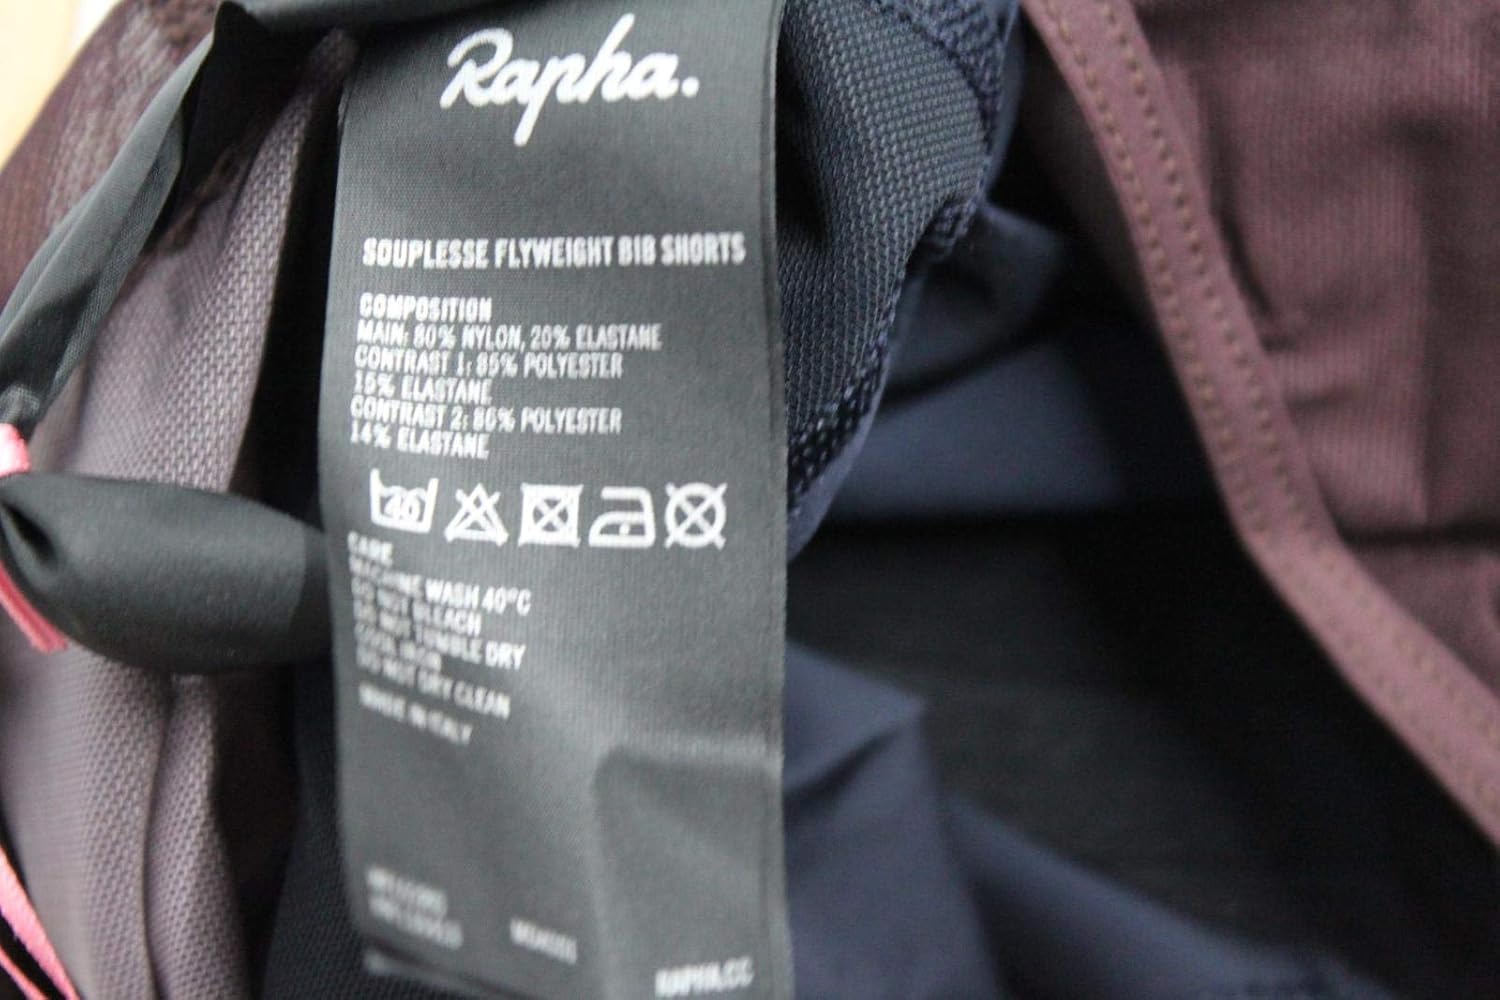 Rapha.
SOUPLESSE FLYWEIGHT BIB SHORTS
COMPOSITION
MAIN: 80% NYLON, 20% ELASTANE
CONTRAST 1: 85% POLYESTER
15% ELASTANE
CONTRAST 2: 86% POLYESTER
14% ELASTANE
40
CARE
MACHINE WASH 40°C
DO NOT BLEACH
DO NOT TUMBLE DRY
COOL IRON
DO NOT DRY CLEAN
MADE IN ITALY
RAPHA.CC